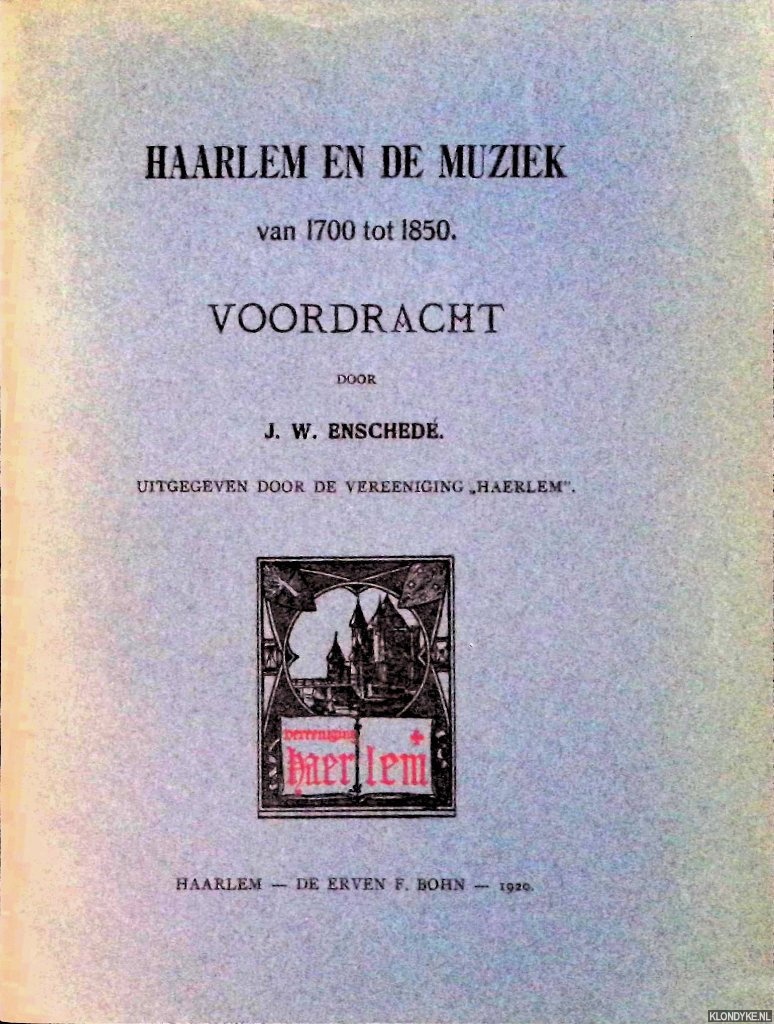 HAARLEM EN DE MUZIEK
van 1700 tot 1850.
VOORDRACHT
DOOR
J. W. ENSCHEDÉ.
UITGEGEVEN DOOR DE VEREENIGING „HAERLEM”.
vereeniging
haerlem
HAARLEM — DE ERVEN F. BOHN — 1920.
KLONDYKE.NL